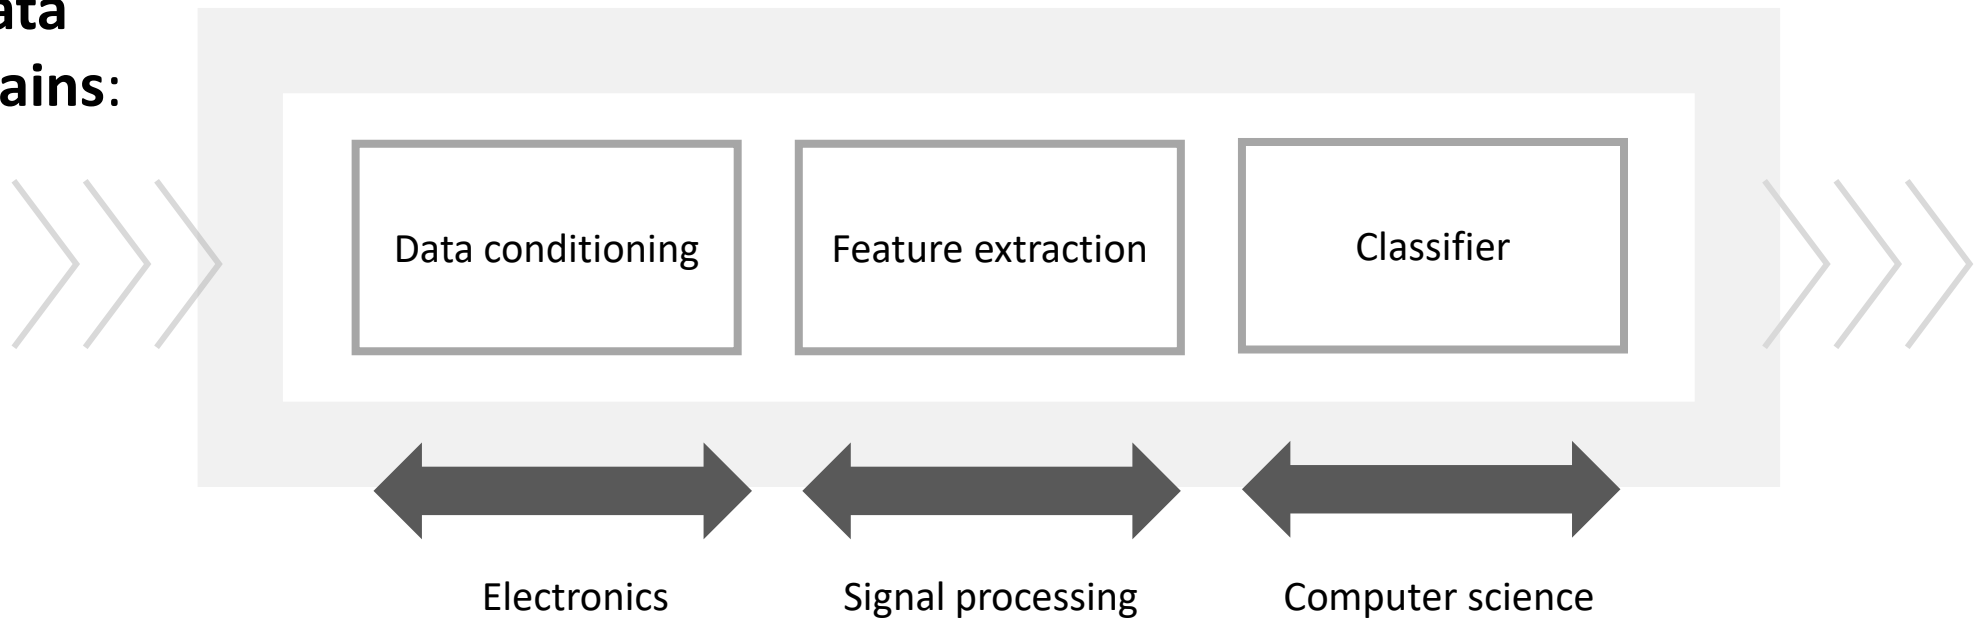 ata
ains:
Data conditioning
Feature extraction
Classifier
Electronics
Signal processing
Computer science